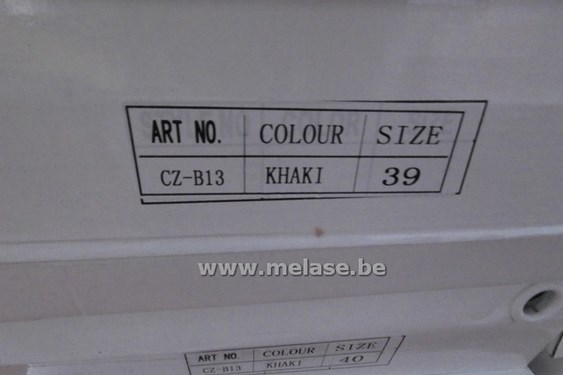 ART NO. COLOUR SIZE
CZ-B13 KHAKI 39
www.melase.be
ART NO. COLOUR SIZE
CZ-B13 KHAKI 40